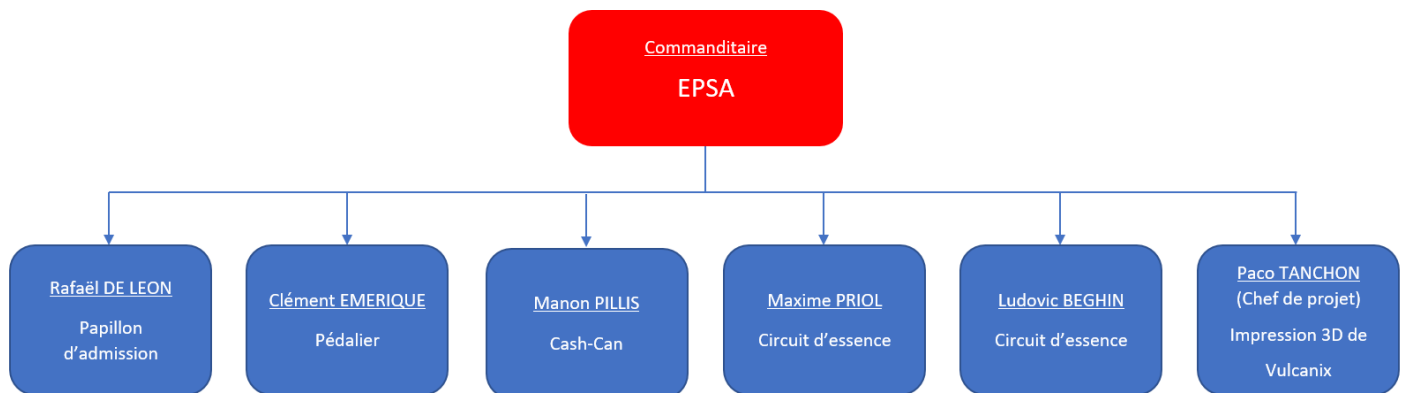 Commanditaire
EPSA
Rafaël DE LEON
Papillon
d’admission
Clément EMERIQUE
Pédalier
Manon PILLIS
Cash-Can
Maxime PRIOL
Circuit d’essence
Ludovic BEGHIN
Circuit d’essence
Paco TANCHON
(Chef de projet)
Impression 3D de
Vulcanix